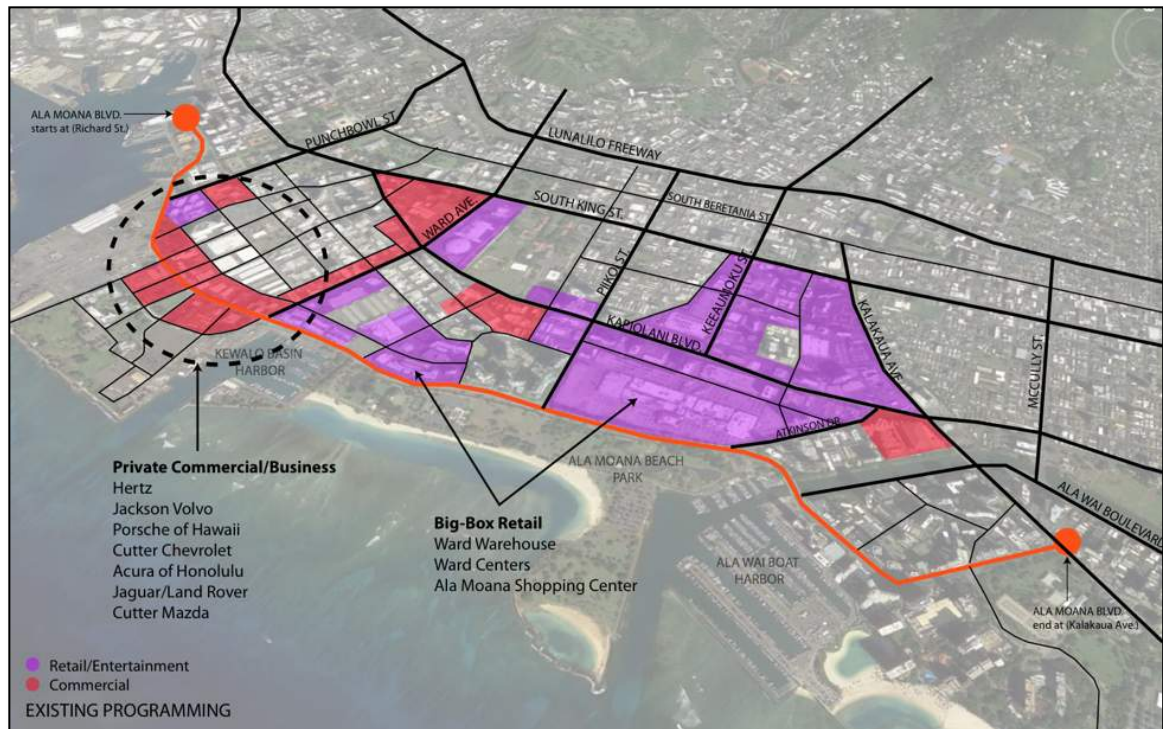 ALA MOANA BLVD.
starts at (Richard St.)
PUNCHBOWL ST.
LUNALILO FREEWAY
SOUTH KING ST.
SOUTH BERETANIA ST.
WARD AVE.
PIIKOI ST.
KEEAUMOKU ST.
KAPIOLANI BLVD.
KALAKAUA AVE.
MCCULLY ST.
KEWALO BASIN
HARBOR
ATKINSON DR.
ALA MOANA BEACH
PARK
ALA WAI BOULEVARD
ALA WAI BOAT
HARBOR
ALA MOANA BLVD.
end at (Kalakaua Ave.)
Private Commercial/Business
Hertz
Jackson Volvo
Porsche of Hawaii
Cutter Chevrolet
Acura of Honolulu
Jaguar/Land Rover
Cutter Mazda
Big-Box Retail
Ward Warehouse
Ward Centers
Ala Moana Shopping Center
Retail/Entertainment
Commercial
EXISTING PROGRAMMING